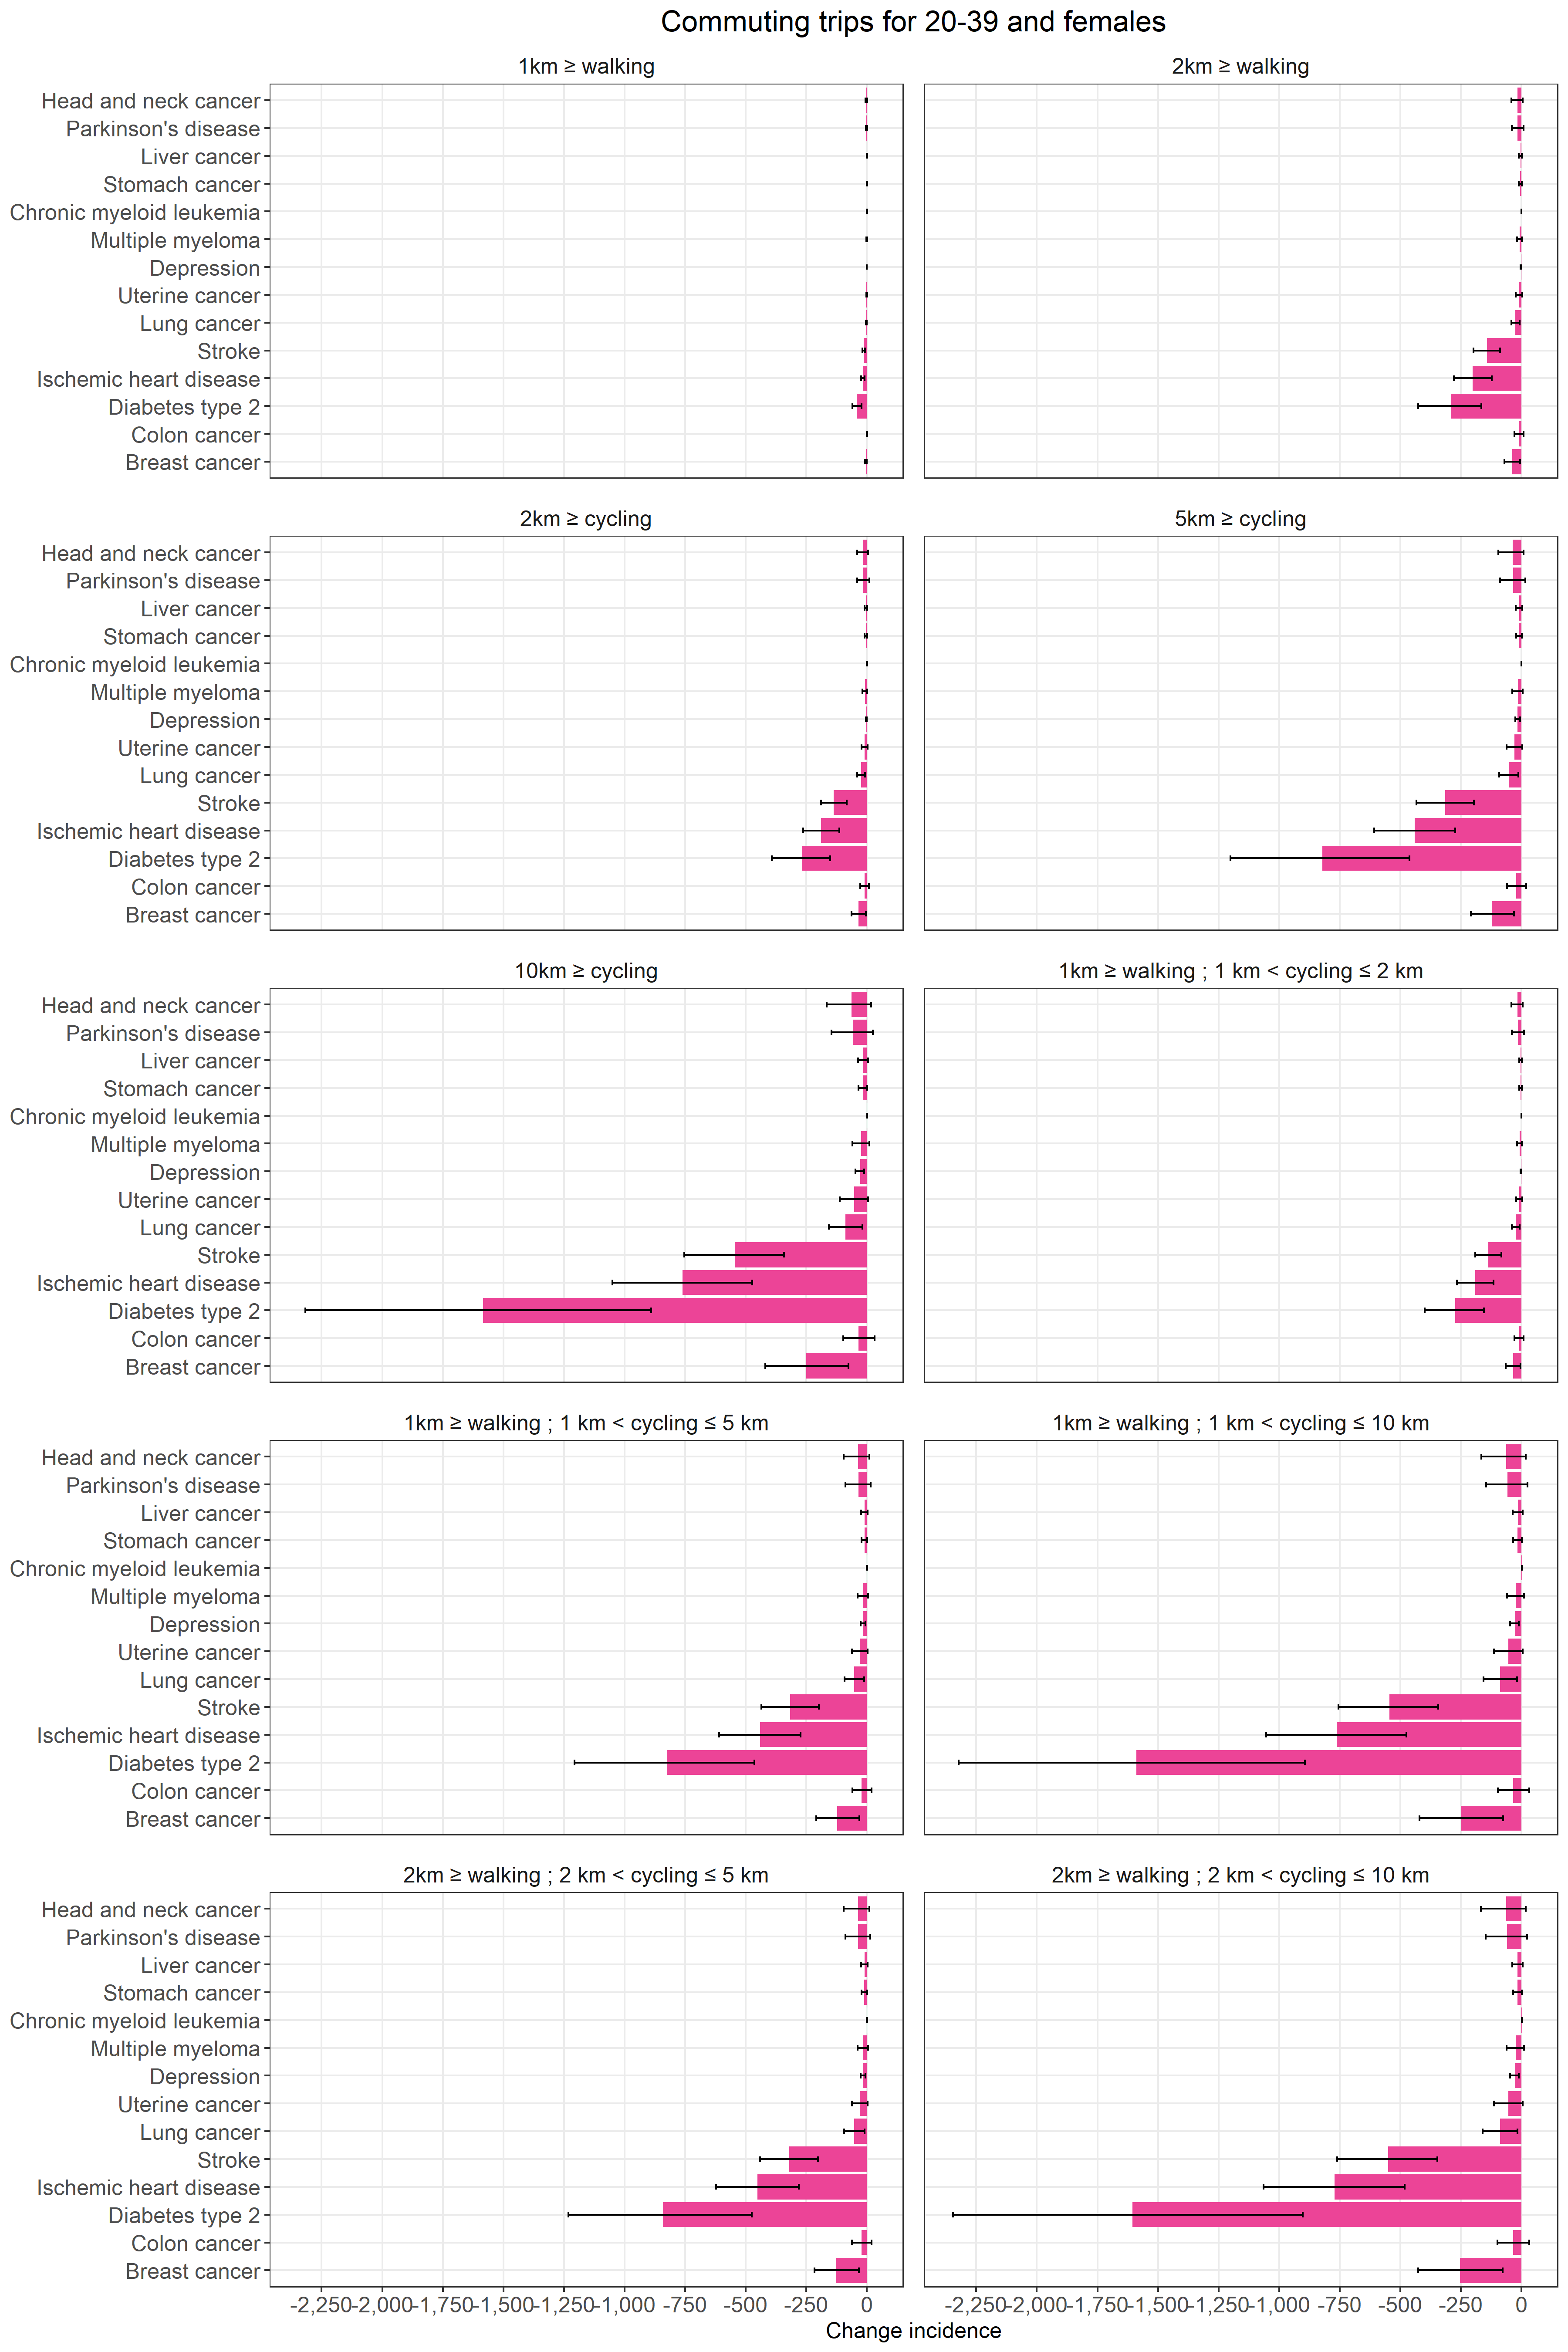 Commuting trips for 20-39 and females
1km ≥ walking
2km ≥ walking
Head and neck cancer
Parkinson's disease
Liver cancer
Stomach cancer
Chronic myeloid leukemia
Multiple myeloma
Depression
Uterine cancer
Lung cancer
Stroke
Ischemic heart disease
Diabetes type 2
Colon cancer
Breast cancer
2km ≥ cycling
5km ≥ cycling
Head and neck cancer
Parkinson's disease
Liver cancer
Stomach cancer
Chronic myeloid leukemia
Multiple myeloma
Depression
Uterine cancer
Lung cancer
Stroke
Ischemic heart disease
Diabetes type 2
Colon cancer
Breast cancer
10km ≥ cycling
1km ≥ walking ; 1 km < cycling ≤ 2 km
Head and neck cancer
Parkinson's disease
Liver cancer
Stomach cancer
Chronic myeloid leukemia
Multiple myeloma
Depression
Uterine cancer
Lung cancer
Stroke
Ischemic heart disease
Diabetes type 2
Colon cancer
Breast cancer
1km ≥ walking ; 1 km < cycling ≤ 5 km
1km ≥ walking ; 1 km < cycling ≤ 10 km
Head and neck cancer
Parkinson's disease
Liver cancer
Stomach cancer
Chronic myeloid leukemia
Multiple myeloma
Depression
Uterine cancer
Lung cancer
Stroke
Ischemic heart disease
Diabetes type 2
Colon cancer
Breast cancer
2km ≥ walking ; 2 km < cycling ≤ 5 km
2km ≥ walking ; 2 km < cycling ≤ 10 km
Head and neck cancer
Parkinson's disease
Liver cancer
Stomach cancer
Chronic myeloid leukemia
Multiple myeloma
Depression
Uterine cancer
Lung cancer
Stroke
Ischemic heart disease
Diabetes type 2
Colon cancer
Breast cancer
-2,250 -2,000 -1,750 -1,500 -1,250 -1,000 -750 -500 -250 0
-2,250 -2,000 -1,750 -1,500 -1,250 -1,000 -750 -500 -250 0
Change incidence